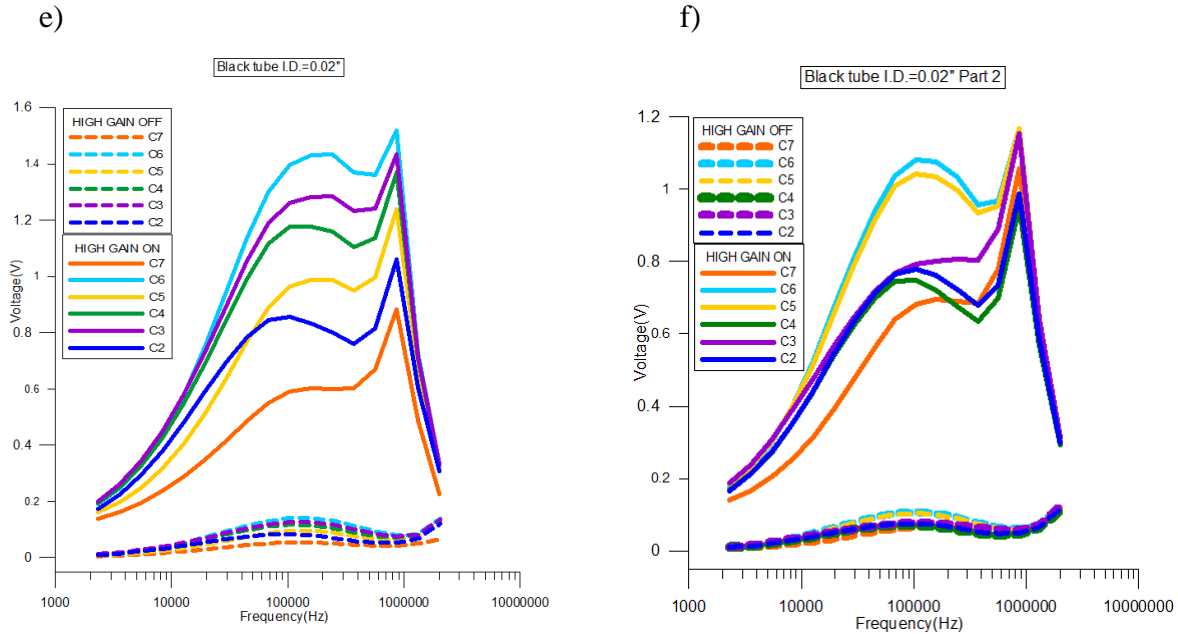 e)
Black tube I.D.=0.02"
1.6
1.4
1.2
1
0.8
0.6
0.4
0.2
0
Voltage(V)
HIGH GAIN OFF
C7
C6
C5
C4
C3
C2
HIGH GAIN ON
C7
C6
C5
C4
C3
C2
1000
10000
100000
1000000
10000000
Frequency(Hz)
f)
Black tube I.D.=0.02" Part 2
1.2
1
0.8
0.6
0.4
0.2
0
Voltage(V)
HIGH GAIN OFF
C7
C6
C5
C4
C3
C2
HIGH GAIN ON
C7
C6
C5
C4
C3
C2
1000
10000
100000
1000000
10000000
Frequency(Hz)